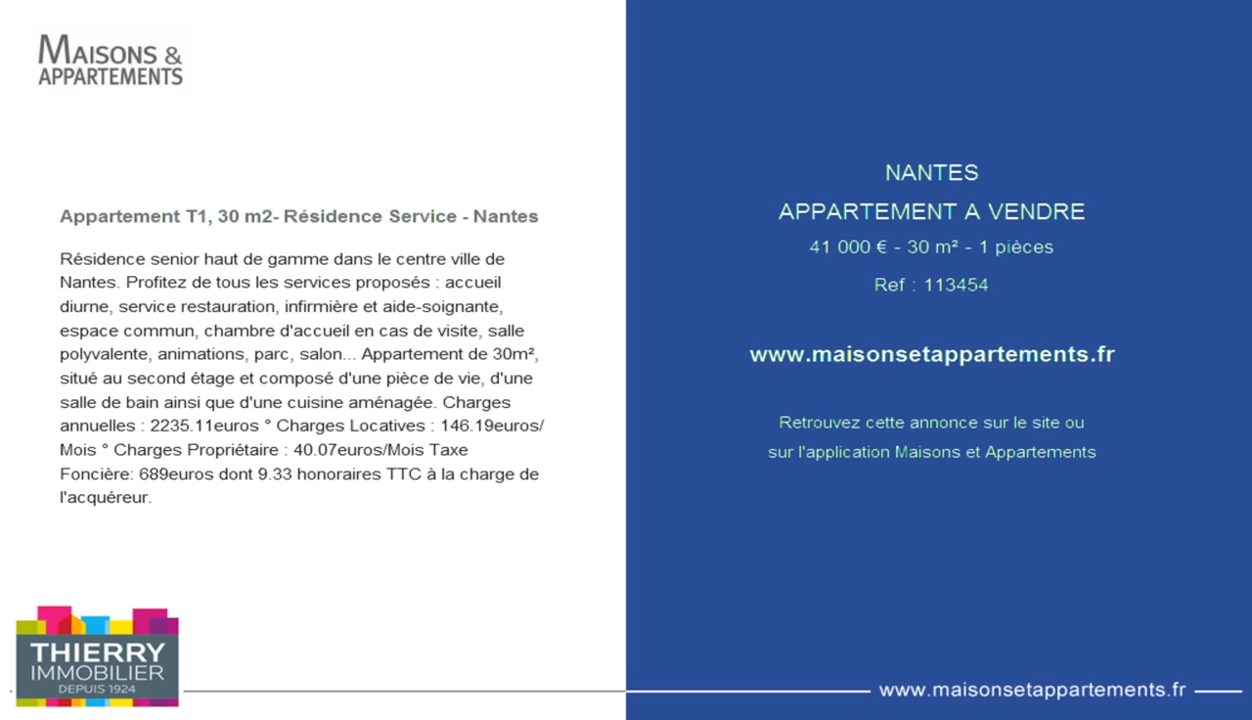 MAISONS &
APPARTEMENTS
Appartement T1, 30 m2- Résidence Service - Nantes
Résidence senior haut de gamme dans le centre ville de
Nantes. Profitez de tous les services proposés : accueil
diurne, service restauration, infirmière et aide-soignante,
espace commun, chambre d'accueil en cas de visite, salle
polyvalente, animations, parc, salon... Appartement de 30m²,
situé au second étage et composé d'une pièce de vie, d'une
salle de bain ainsi que d'une cuisine aménagée. Charges
annuelles : 2235.11euros ° Charges Locatives : 146.19euros/
Mois ° Charges Propriétaire : 40.07euros/Mois Taxe
Foncière: 689euros dont 9.33 honoraires TTC à la charge de
l'acquéreur.
THIERRY
IMMOBILIER
DEPUIS 1924
NANTES
APPARTEMENT A VENDRE
41 000 € - 30 m² - 1 pièces
Ref : 113454
www.maisonsetappartements.fr
Retrouvez cette annonce sur le site ou
sur l'application Maisons et Appartements
www.maisonsetappartements.fr